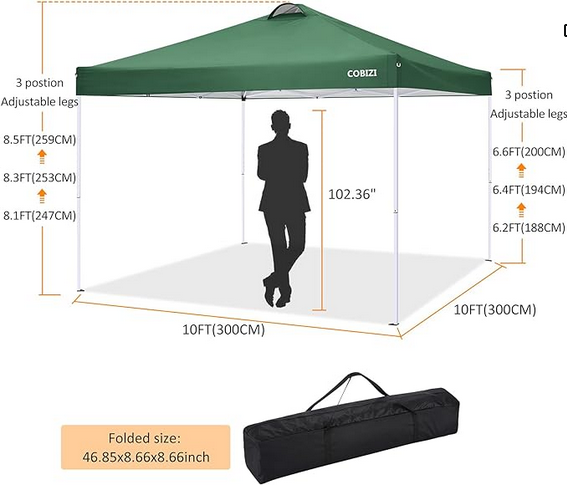 COBIZI
3 postion
Adjustable legs
8.5FT(259CM)
8.3FT(253CM)
8.1FT(247CM)
3 postion
Adjustable legs
6.6FT(200CM)
6.4FT(194CM)
6.2FT(188CM)
102.36"
10FT(300CM)
10FT(300CM)
Folded size:
46.85x8.66x8.66inch